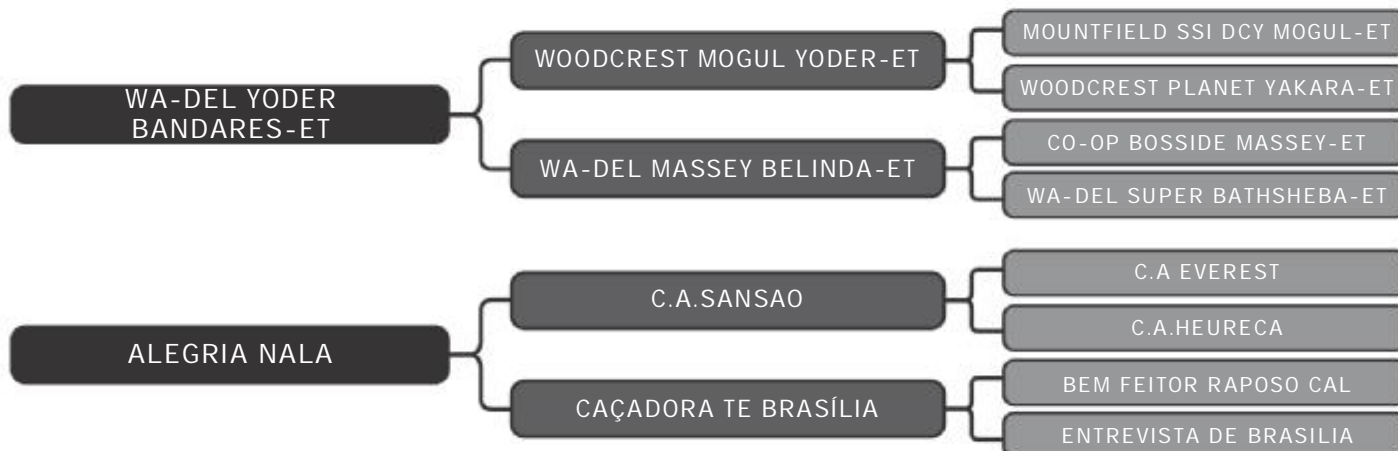 WA-DEL YODER
BANDARES-ET
WOODCREST MOGUL YODER-ET
MOUNTFIELD SSI DCY MOGUL-ET
WOODCREST PLANET YAKARA-ET
WA-DEL MASSEY BELINDA-ET
CO-OP BOSSIDE MASSEY-ET
WA-DEL SUPER BATHSHEBA-ET
ALEGRIA NALA
C.A.SANSAO
C.A EVEREST
C.A.HEURECA
CAÇADORA TE BRASÍLIA
BEM FEITOR RAPOSO CAL
ENTREVISTA DE BRASILIA